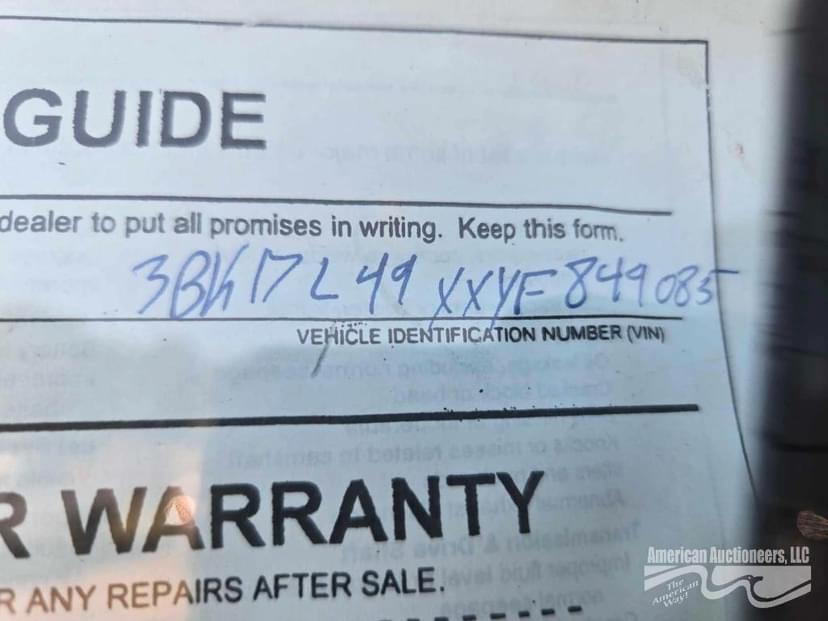 GUIDE
dealer to put all promises in writing. Keep this form.
3BKDL49XXYF849085
VEHICLE IDENTIFICATION NUMBER (VIN)
R WARRANTY
R ANY REPAIRS AFTER SALE.
American Auctioneers, LLC
The
American
Way!